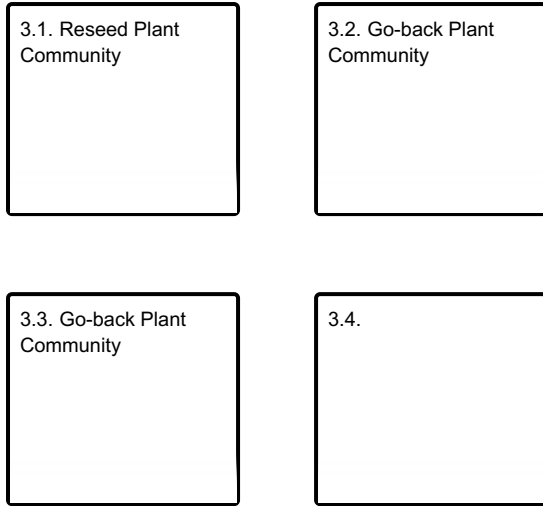 3.1. Reseed Plant
Community
3.2. Go-back Plant
Community
3.3. Go-back Plant
Community
3.4.